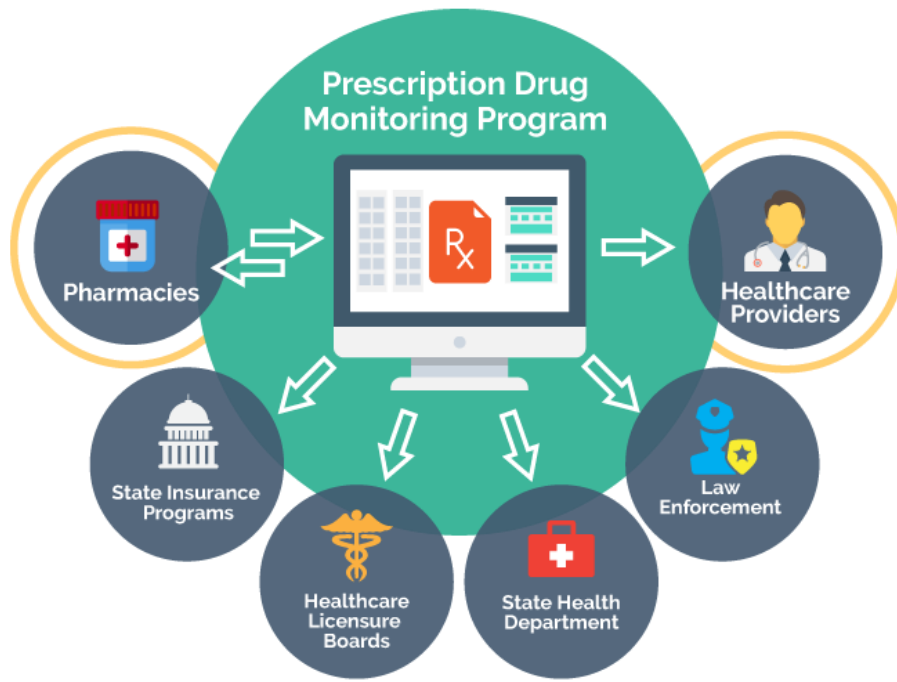 Prescription Drug
Monitoring Program
Rx
Pharmacies
Healthcare
Providers
State Insurance
Programs
Law
Enforcement
Healthcare
Licensure
Boards
State Health
Department